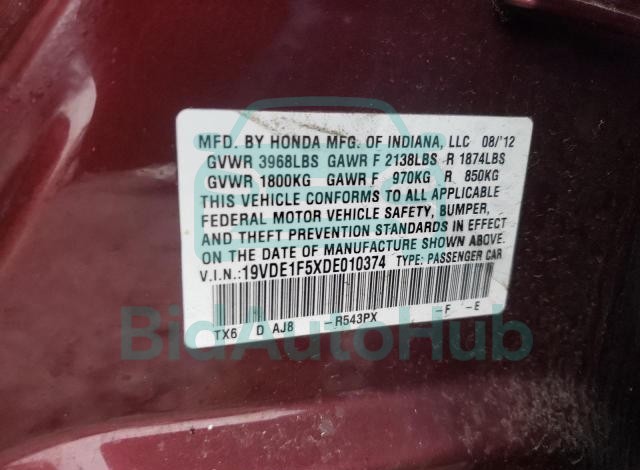 MFD. BY HONDA MFG. OF INDIANA, LLC 08/'12
GVWR 3968LBS GAWR F 2138LBS R 1874LBS
GVWR 1800KG GAWR F 970KG R 850KG
THIS VEHICLE CONFORMS TO ALL APPLICABLE
FEDERAL MOTOR VEHICLE SAFETY, BUMPER,
AND THEFT PREVENTION STANDARDS IN EFFECT
ON THE DATE OF MANUFACTURE SHOWN ABOVE.
V.I.N.: 19VDE1F5XDE010374 TYPE: PASSENGER CAR
TX6 D AJ8 -R543PX -F -E
BidAutoHub